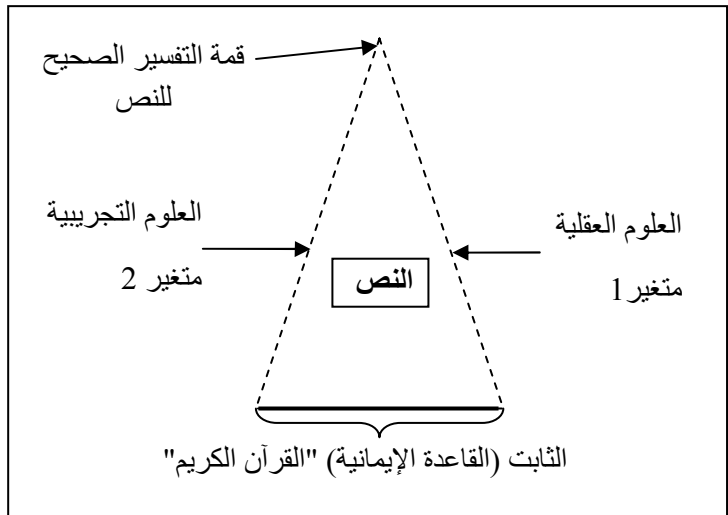 قمة التفسير الصحيح
للنص
العلوم العقلية
متغير1
العلوم التجريبية
متغير 2
النص
الثابت (القاعدة الإيمانية) "القرآن الكريم"